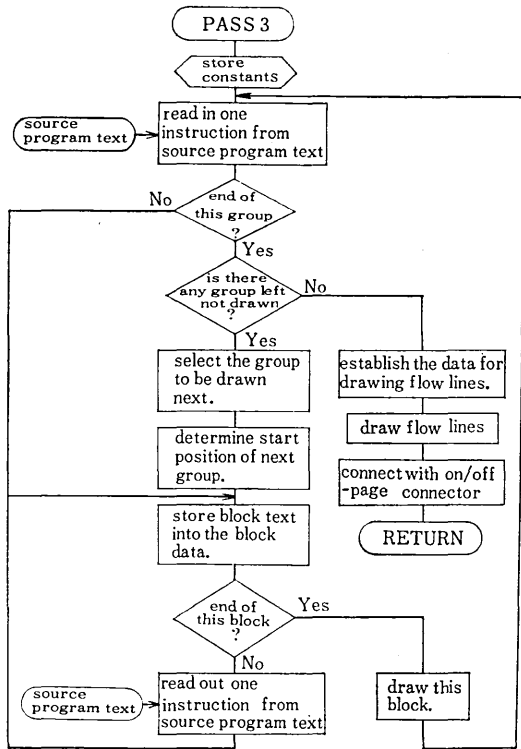 PASS 3
store
constants
source
program text
read in one
instruction from
source program text
No
end of
this group
?
Yes
is there
any group left
not drawn
?
No
Yes
select the group
to be drawn
next.
establish the data for
drawing flow lines.
determine start
position of next
group.
draw flow lines
connect with on/off
-page connector
store block text
into the block
data.
RETURN
end of
this block
?
Yes
No
source
program text
read out one
instruction from
source program text
draw this
block.